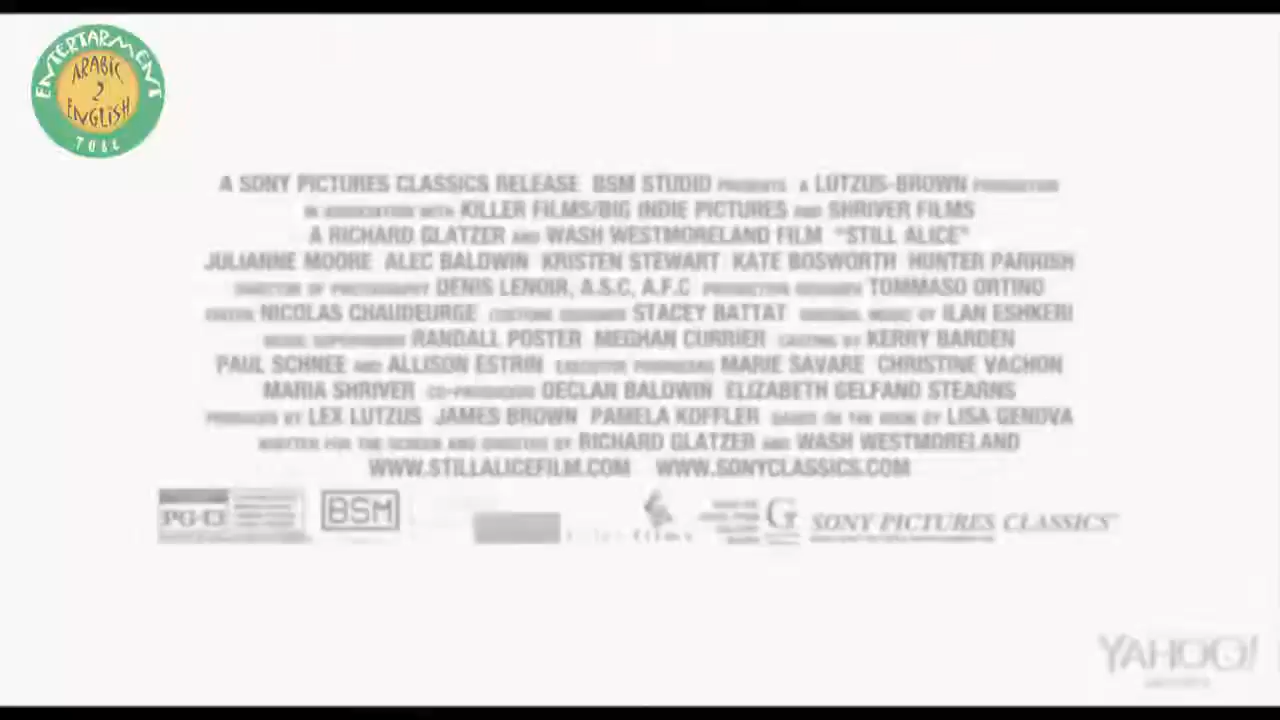 ENTERTARMENT
ARABIC
2
ENGLISH
TUBE
A SONY PICTURES CLASSICS RELEASE BSM STUDIO PRESENTS A LUTZUS-BROWN PRODUCTION
IN ASSOCIATION WITH KILLER FILMS/BIG INDIE PICTURES AND SHRIVER FILMS
A RICHARD GLATZER AND WASH WESTMORELAND FILM "STILL ALICE"
JULIANNE MOORE ALEC BALDWIN KRISTEN STEWART KATE BOSWORTH HUNTER PARRISH
DIRECTOR OF PHOTOGRAPHY DENIS LENOIR, A.S.C, A.F.C PRODUCTION DESIGNER TOMMASO ORTINO
EDITOR NICOLAS CHAUDEURGE COSTUME DESIGNER STACEY BATTAT ORIGINAL MUSIC BY ILAN ESHKERI
MUSIC SUPERVISORS RANDALL POSTER MEGHAN CURRIER CASTING BY KERRY BARDEN
PAUL SCHNEE AND ALLISON ESTRIN EXECUTIVE PRODUCERS MARIE SAVARE CHRISTINE VACHON
MARIA SHRIVER CO-PRODUCERS DECLAN BALDWIN ELIZABETH GELFAND STEARNS
PRODUCED BY LEX LUTZUS JAMES BROWN PAMELA KOFFLER BASED ON THE BOOK BY LISA GENOVA
WRITTEN FOR THE SCREEN AND DIRECTED BY RICHARD GLATZER AND WASH WESTMORELAND
WWW.STILLALICEFILM.COM WWW.SONYCLASSICS.COM
PG-13 BSM films G SONY PICTURES CLASSICS
YAHOO!